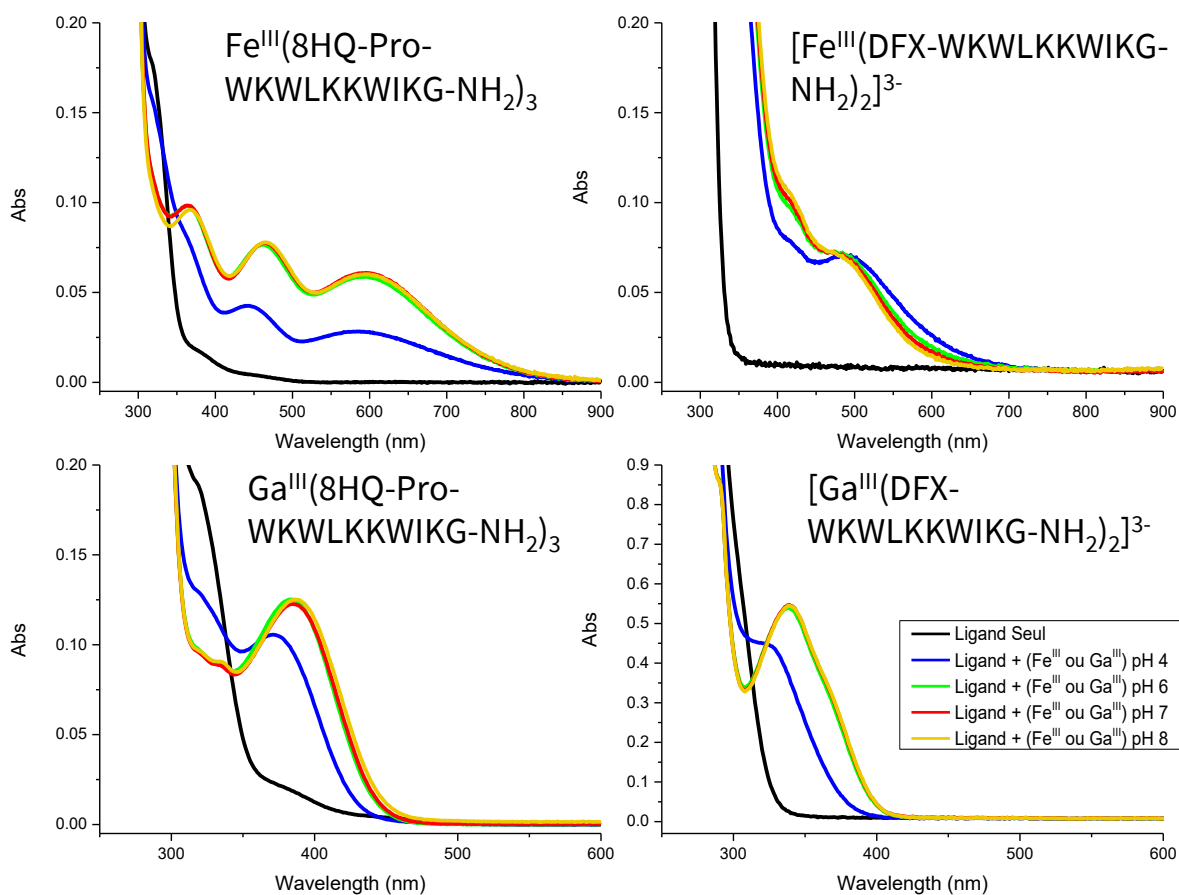 Fe^III(8HQ-Pro-
WKWLKKWIKG-NH₂)₃
0.20
0.15
0.10
0.05
0.00
Abs
300 400 500 600 700 800 900
Wavelength (nm)
[Fe^III(DFX-WKWLKKWIKG-
NH₂)₂]³⁻
0.20
0.15
0.10
0.05
0.00
Abs
300 400 500 600 700 800 900
Wavelength (nm)
Ga^III(8HQ-Pro-
WKWLKKWIKG-NH₂)₃
0.20
0.15
0.10
0.05
0.00
Abs
300 400 500 600
Wavelength (nm)
[Ga^III(DFX-
WKWLKKWIKG-NH₂)₂]³⁻
0.9
0.8
0.7
0.6
0.5
0.4
0.3
0.2
0.1
0.0
Abs
300 400 500 600
Wavelength (nm)
Ligand Seul
Ligand + (Fe^III ou Ga^III) pH 4
Ligand + (Fe^III ou Ga^III) pH 6
Ligand + (Fe^III ou Ga^III) pH 7
Ligand + (Fe^III ou Ga^III) pH 8